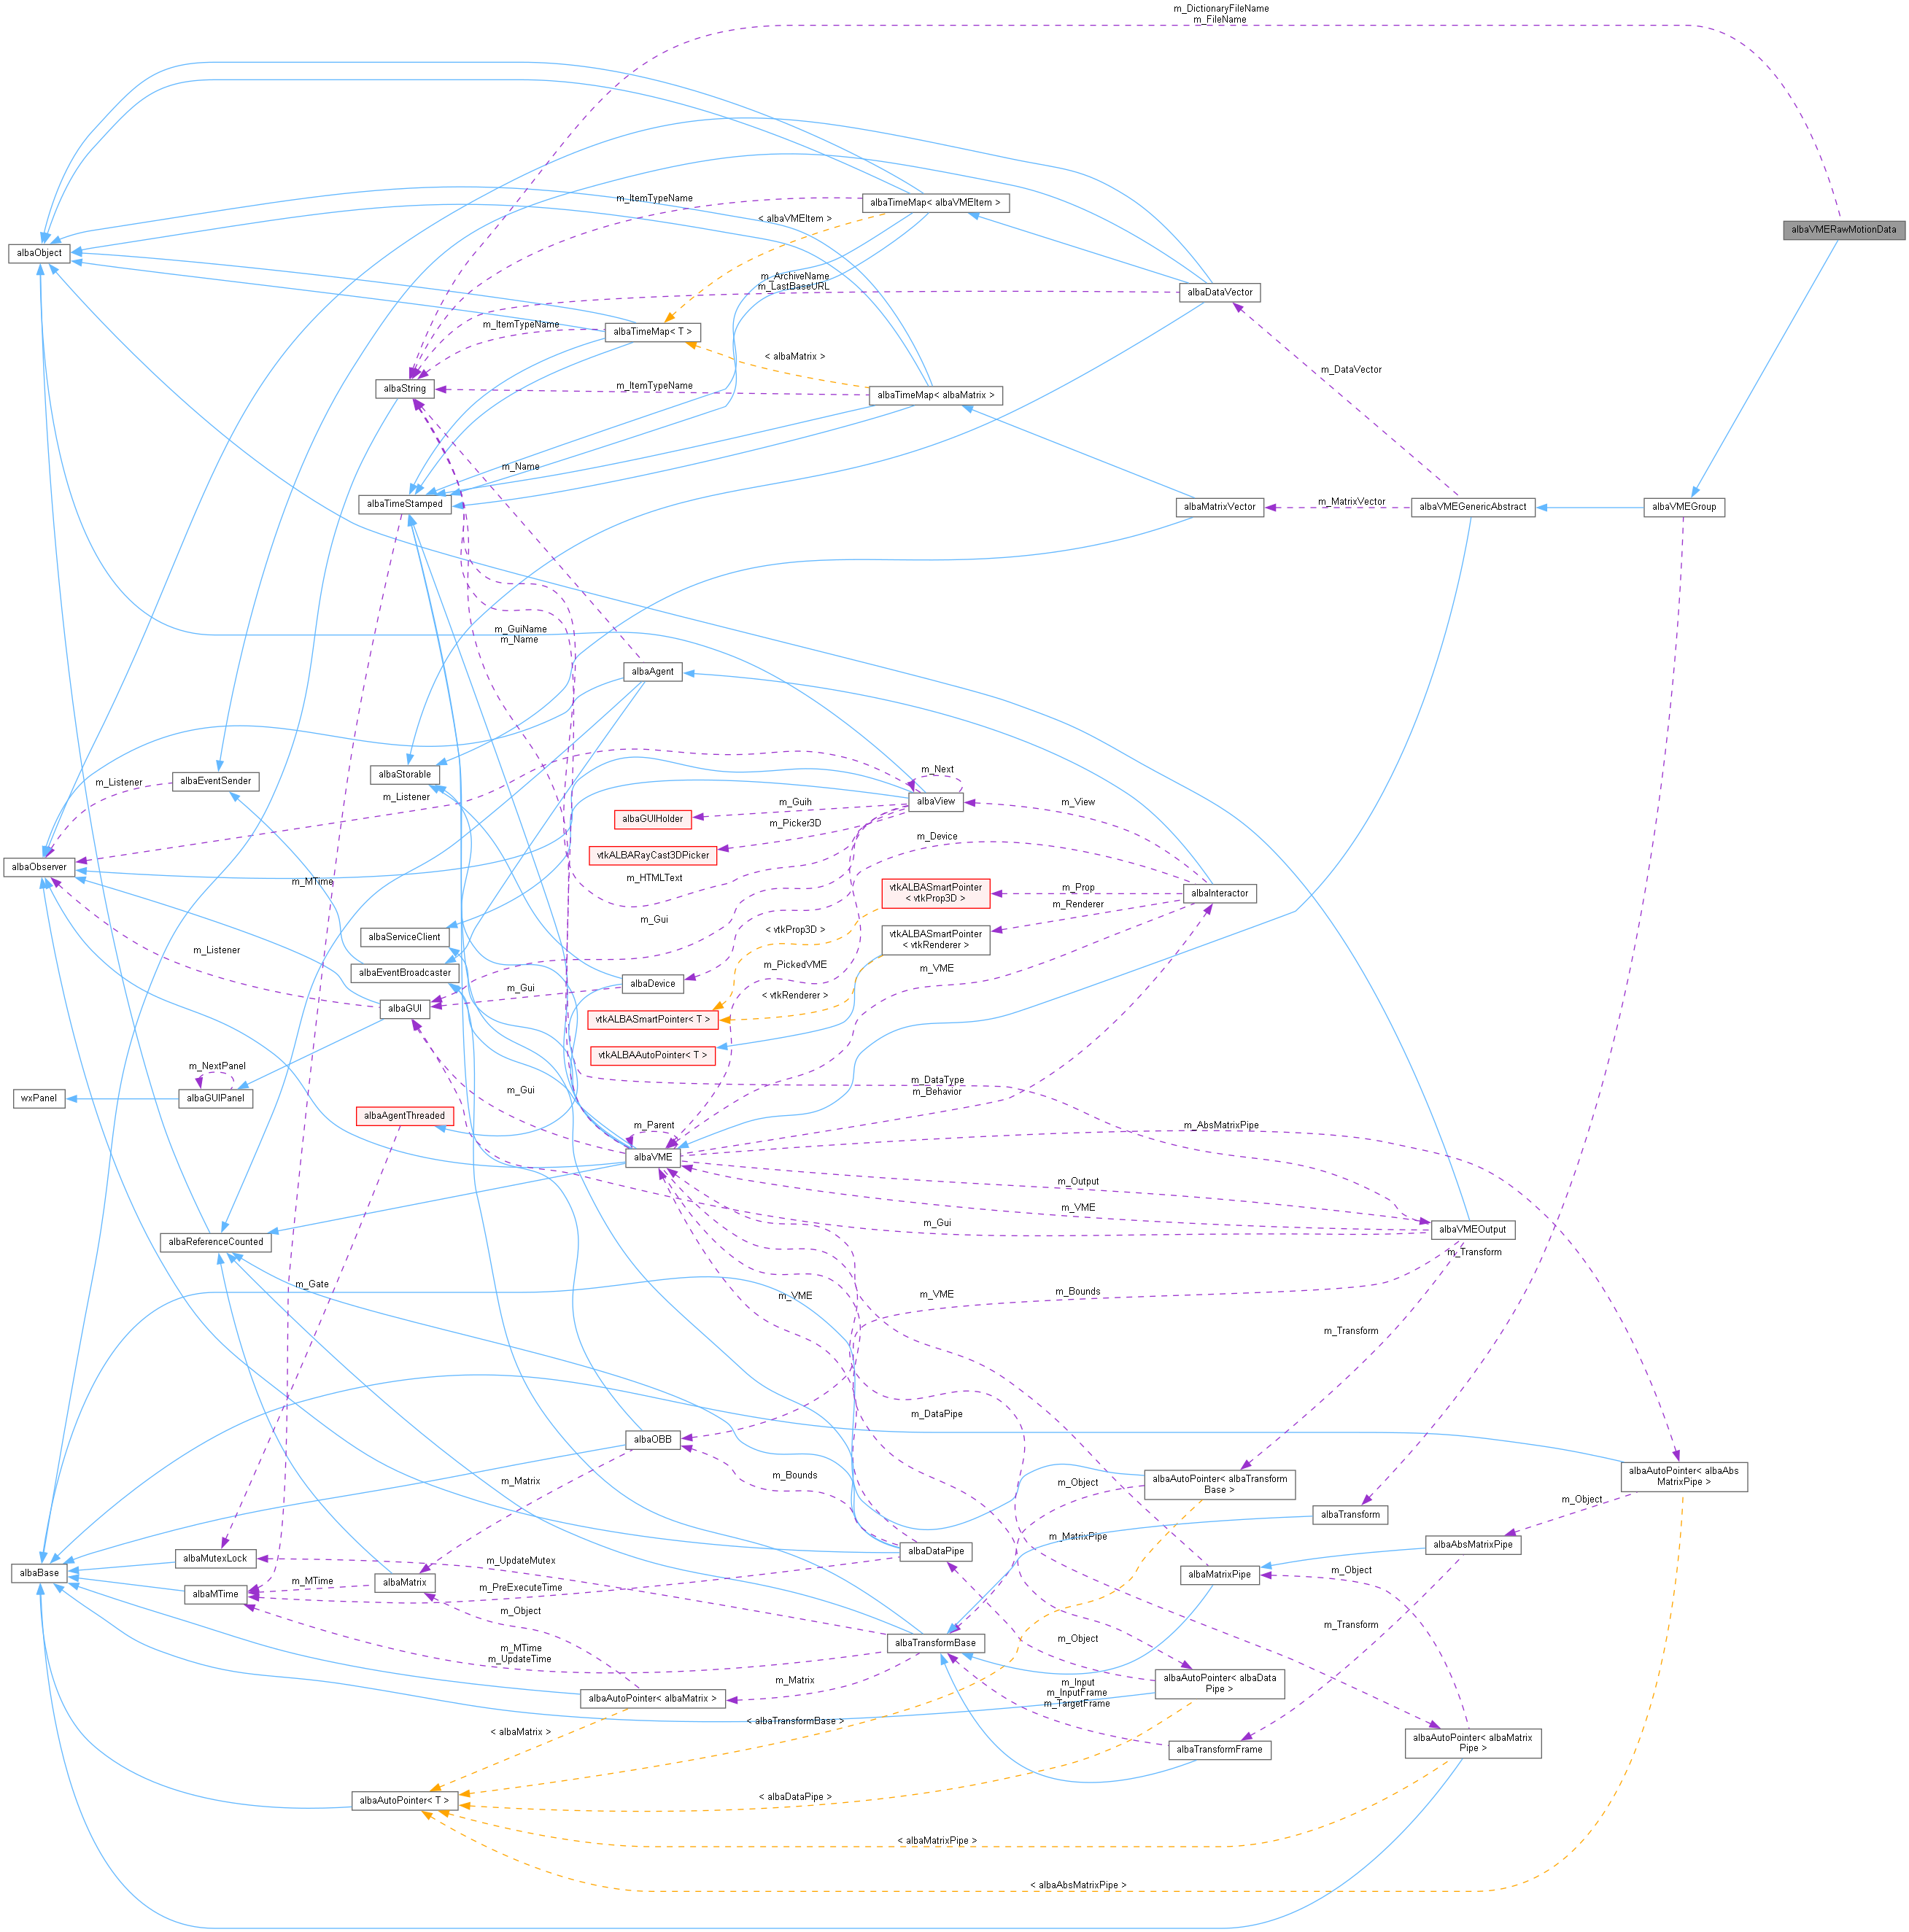 m_DictionaryFileName
m_FileName
m_ItemTypeName
albaTimeMap< albaVMEItem >
< albaVMEItem >
albaVMERawMotionData
albaObject
m_ArchiveName
m_LastBaseURL
albaDataVector
m_ItemTypeName
albaTimeMap< T >
< albaMatrix >
m_DataVector
albaString
m_ItemTypeName
albaTimeMap< albaMatrix >
m_Name
albaTimeStamped
albaMatrixVector
m_MatrixVector
albaVMEGenericAbstract
albaVMEGroup
m_GuiName
m_Name
albaAgent
albaStorable
m_Next
albaEventSender
m_Listener
m_Listener
albaView
m_View
m_Guih
albaGUIHolder
m_Picker3D
m_Device
vtkALBARayCast3DPicker
albaObserver
m_HTMLText
m_MTime
vtkALBASmartPointer
< vtkProp3D >
m_Prop
albaInteractor
m_Renderer
m_Gui
< vtkProp3D >
albaServiceClient
vtkALBASmartPointer
< vtkRenderer >
m_Listener
m_PickedVME
m_VME
albaEventBroadcaster
albaDevice
m_Gui
< vtkRenderer >
albaGUI
vtkALBASmartPointer< T >
vtkALBAAutoPointer< T >
m_NextPanel
m_Gui
m_DataType
m_Behavior
wxPanel
albaGUIPanel
albaAgentThreaded
m_Parent
m_AbsMatrixPipe
albaVME
m_Output
m_VME
m_Gui
albaVMEOutput
albaReferenceCounted
m_Transform
m_Gate
m_VME
m_VME
m_Bounds
m_Transform
m_DataPipe
albaOBB
m_Matrix
m_Bounds
m_Object
albaAutoPointer< albaTransform
Base >
albaAutoPointer< albaAbs
MatrixPipe >
m_Object
albaTransform
m_MatrixPipe
albaAbsMatrixPipe
albaMutexLock
m_UpdateMutex
albaDataPipe
albaBase
albaMatrix
albaMatrixPipe
m_Object
albaMTime
m_MTime
m_PreExecuteTime
m_Object
m_Transform
albaTransformBase
m_Object
m_MTime
m_UpdateTime
m_Matrix
albaAutoPointer< albaData
Pipe >
m_Input
m_InputFrame
m_TargetFrame
albaAutoPointer< albaMatrix >
< albaMatrix >
< albaTransformBase >
albaTransformFrame
albaAutoPointer< albaMatrix
Pipe >
albaAutoPointer< T >
< albaDataPipe >
< albaMatrixPipe >
< albaAbsMatrixPipe >